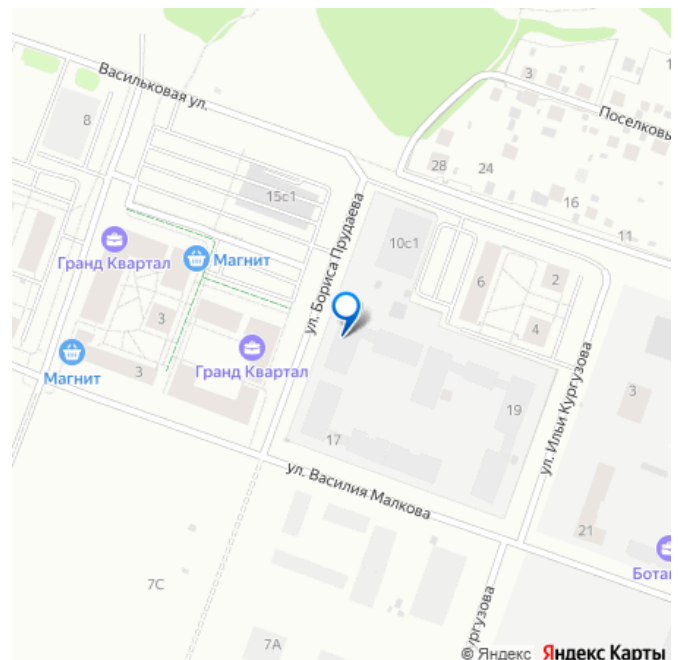 Васильковая ул.
3
1
Поселковы
8
28
24
15с1
16
ул. Бориса Прудаева
10с1
11
Гранд Квартал
Магнит
6
2
3
4
Магнит
3
Гранд Квартал
ул. Ильи Кургузова
3
19
17
ул. Василия Малкова
21
Бота
7С
ургузова
7А
© Яндекс Яндекс Карты